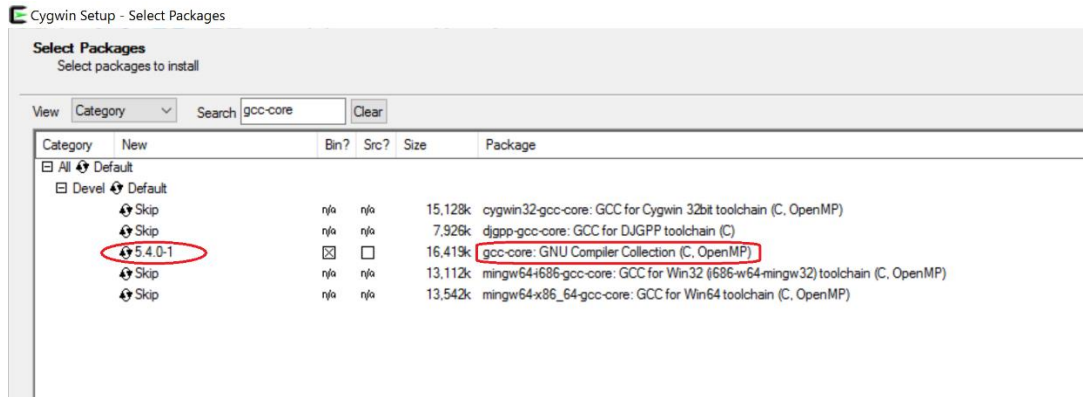 Cygwin Setup - Select Packages
Select Packages
Select packages to install
View Category Search gcc-core Clear
Category New Bin? Src? Size Package
All Default
Devel Default
Skip n/a n/a 15,128k cygwin32-gcc-core: GCC for Cygwin 32bit toolchain (C, OpenMP)
Skip n/a n/a 7,926k djgpp-gcc-core: GCC for DJGPP toolchain (C)
5.4.0-1 16,419k gcc-core: GNU Compiler Collection (C, OpenMP)
Skip n/a n/a 13,112k mingw64-i686-gcc-core: GCC for Win32 (i686-w64-mingw32) toolchain (C, OpenMP)
Skip n/a n/a 13,542k mingw64-x86_64-gcc-core: GCC for Win64 toolchain (C, OpenMP)